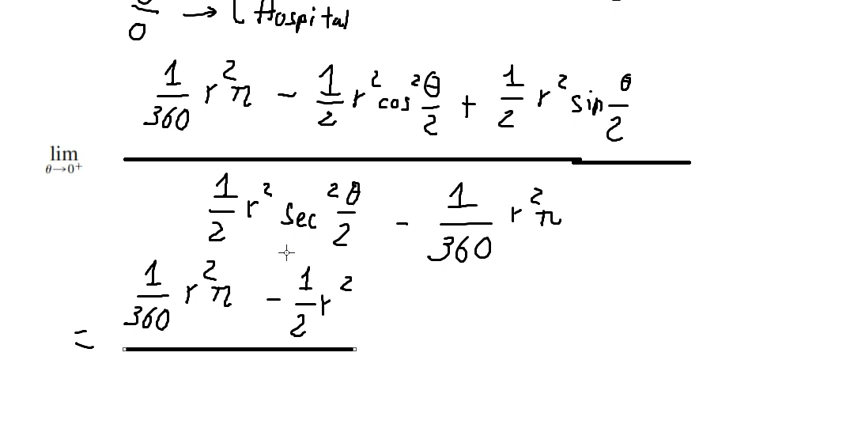 0 → L Hospital
lim θ→0⁺ (1/360 r²π − 1/2 r² cos² θ/2 + 1/2 r² sin θ/2) / (1/2 r² sec² θ/2 − 1/360 r²π)
= 1/360 r²π − 1/2 r²